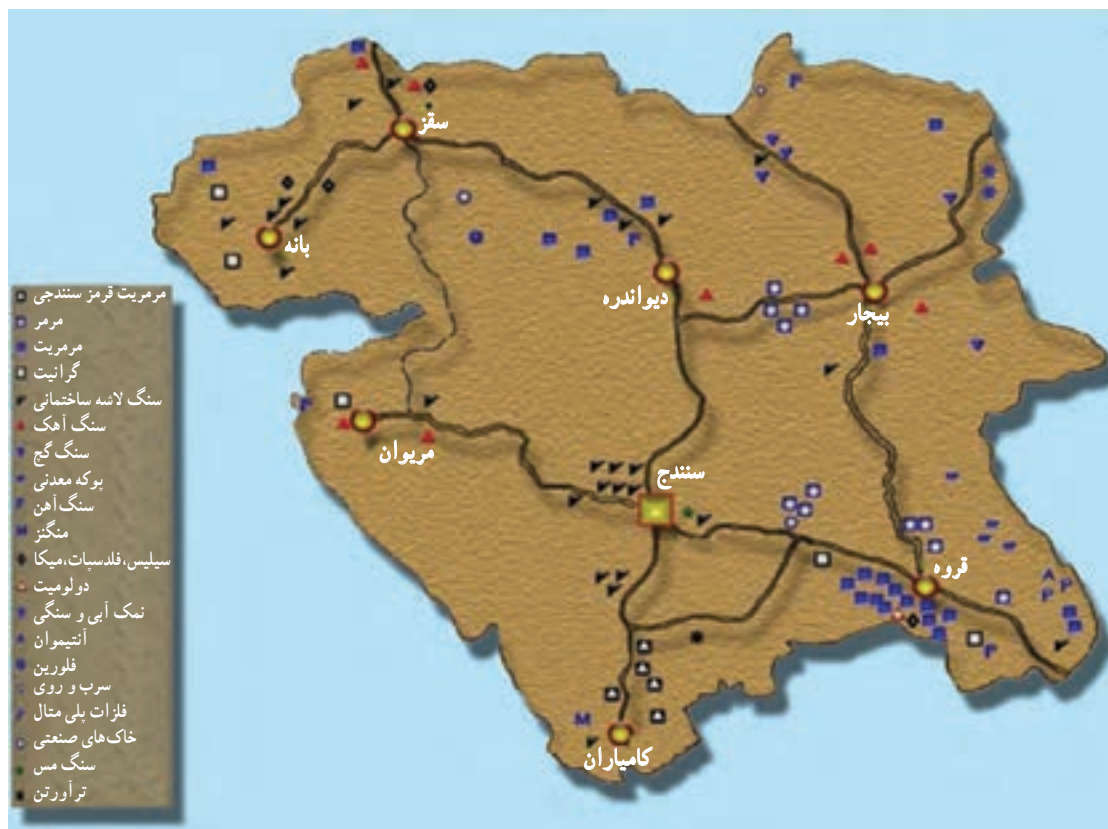 سقز
بانه
دیواندره
بیجار
مریوان
سنندج
قروه
کامیاران
مرمریت قرمز سنندجی
مرمر
مرمریت
گرانیت
سنگ لاشه ساختمانی
سنگ آهک
سنگ گچ
پوکه معدنی
سنگ آهن
منگنز
سیلیس،فلدسپات،میکا
دولومیت
نمک آبی و سنگی
آنتیموان
فلورین
سرب و روی
فلزات پلی متال
خاک‌های صنعتی
سنگ مس
تراورتن